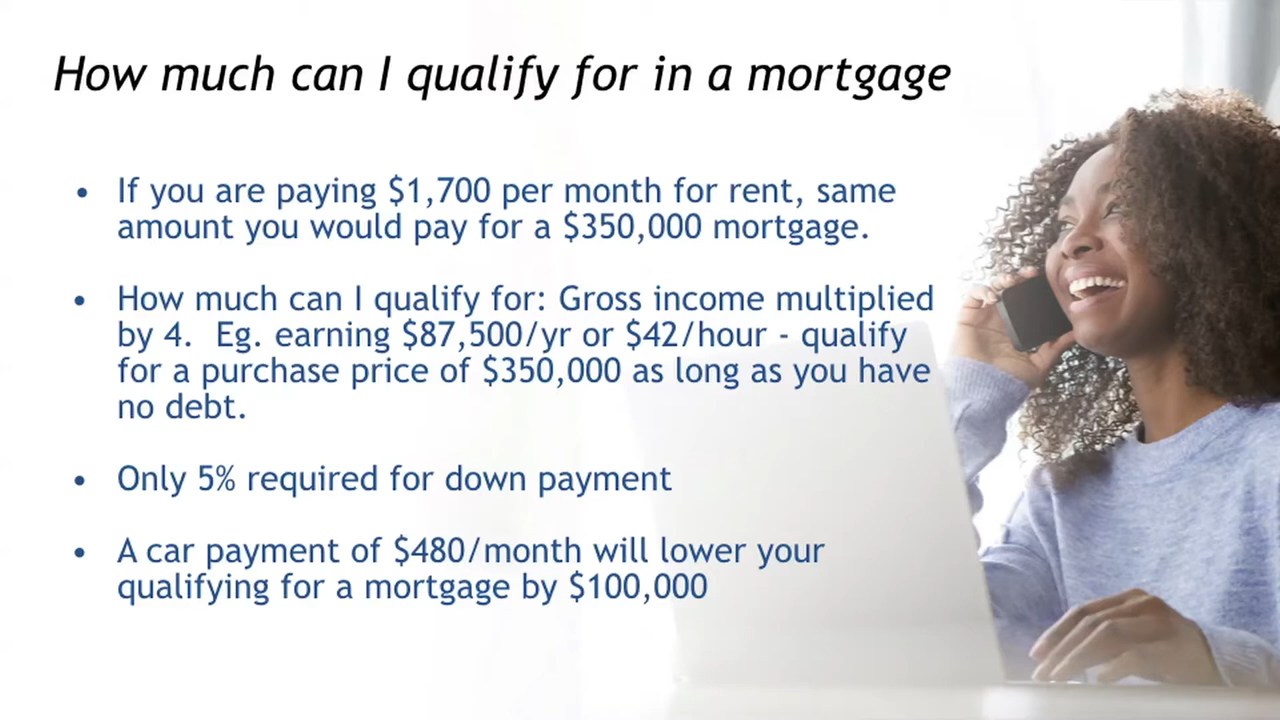 How much can I qualify for in a mortgage
• If you are paying $1,700 per month for rent, same
amount you would pay for a $350,000 mortgage.
• How much can I qualify for: Gross income multiplied
by 4.  Eg. earning $87,500/yr or $42/hour - qualify
for a purchase price of $350,000 as long as you have
no debt.
• Only 5% required for down payment
• A car payment of $480/month will lower your
qualifying for a mortgage by $100,000